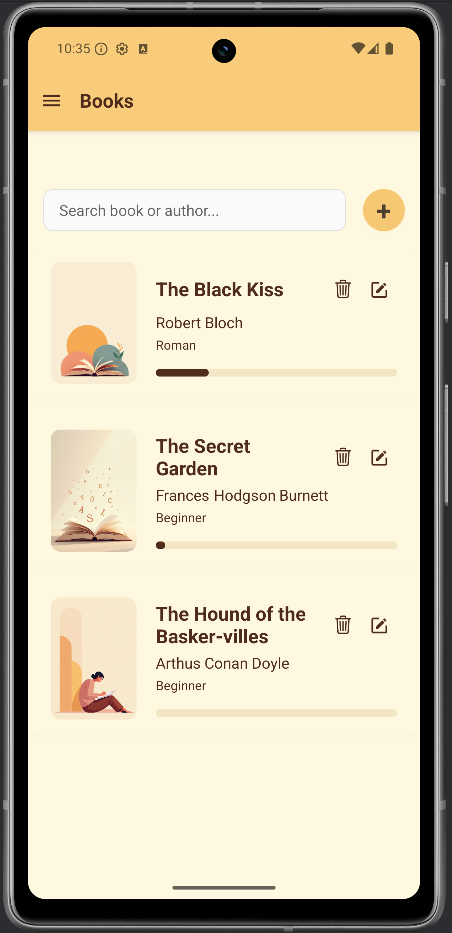 10:35
Books
Search book or author...
+
The Black Kiss
Robert Bloch
Roman
The Secret
Garden
Frances Hodgson Burnett
Beginner
The Hound of the
Basker-villes
Arthus Conan Doyle
Beginner